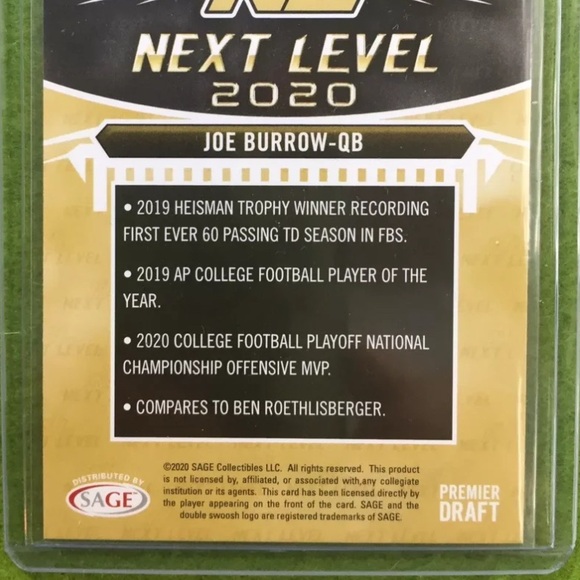 NEXT LEVEL
2020
JOE BURROW-QB
• 2019 HEISMAN TROPHY WINNER RECORDING
FIRST EVER 60 PASSING TD SEASON IN FBS.
• 2019 AP COLLEGE FOOTBALL PLAYER OF THE
YEAR.
• 2020 COLLEGE FOOTBALL PLAYOFF NATIONAL
CHAMPIONSHIP OFFENSIVE MVP.
• COMPARES TO BEN ROETHLISBERGER.
DISTRIBUTED BY
SAGE
©2020 SAGE Collectibles LLC. All rights reserved. This product
is not licensed by, affiliated, or associated with,any collegiate
institution or its agents. This card has been licensed directly by
the player appearing on the front of the card. SAGE and the
double swoosh logo are registered trademarks of SAGE.
PREMIER
DRAFT